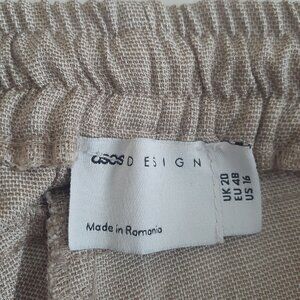 asos DESIGN
Made in Romania
UK 20
EU 48
US 16